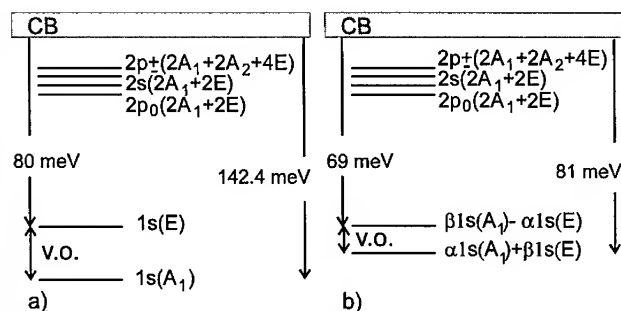 CB
2p±(2A₁+2A₂+4E)
2s(2A₁+2E)
2p₀(2A₁+2E)
80 meV
142.4 meV
1s(E)
v.o.
1s(A₁)
a)
CB
2p±(2A₁+2A₂+4E)
2s(2A₁+2E)
2p₀(2A₁+2E)
69 meV
81 meV
β1s(A₁)- α1s(E)
v.o.
α1s(A₁)+β1s(E)
b)